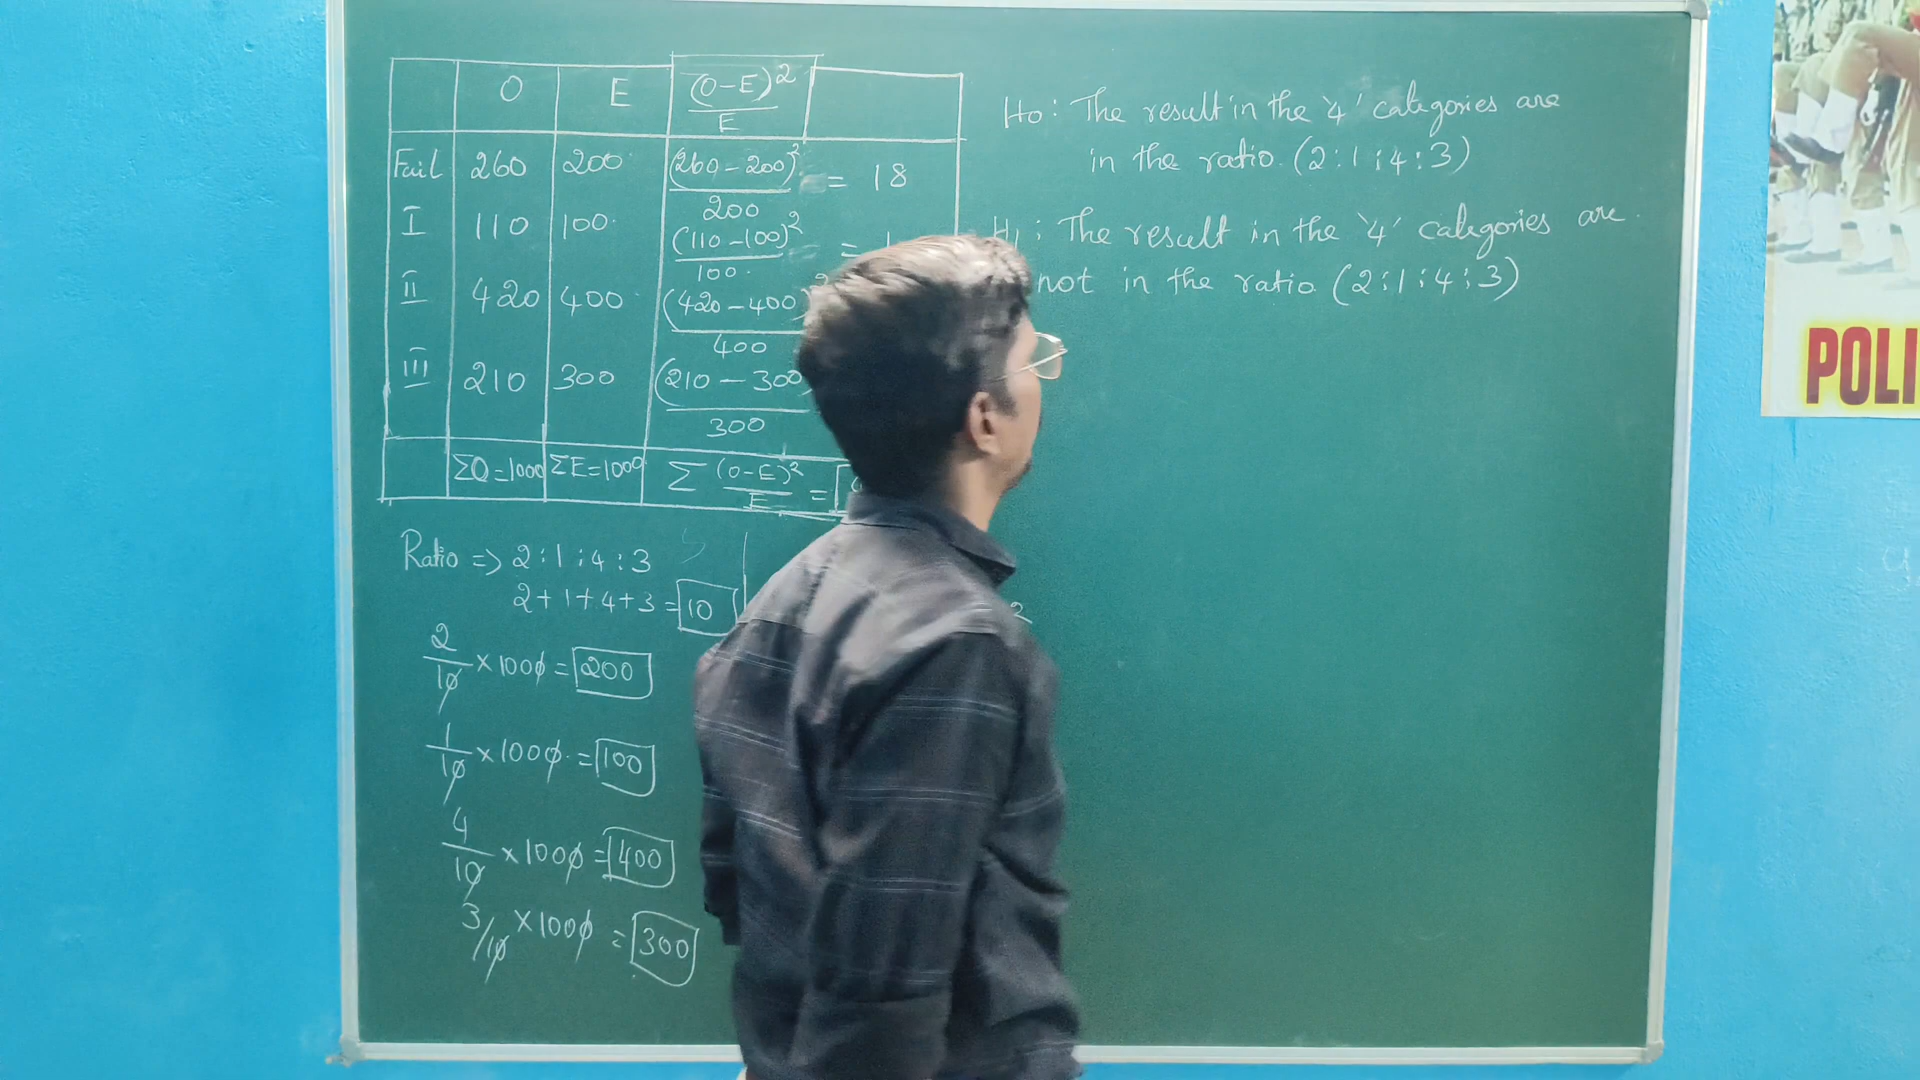 O E (O-E)²/E
Fail 260 200 (260-200)²/200 = 18
I 110 100 (110-100)²/100 =
II 420 400 (420-400)²/400
III 210 300 (210-300)/300
ΣO=1000 ΣE=1000 Σ (O-E)²/E =
Ratio => 2:1:4:3
2+1+4+3 = 10
2/10 × 1000 = 200
1/10 × 1000 = 100
4/10 × 1000 = 400
3/10 × 1000 = 300
2
Ho: The result in the '4' categories are
in the ratio. (2:1:4:3)
H1: The result in the '4' categories are
not in the ratio (2:1:4:3)
POLI